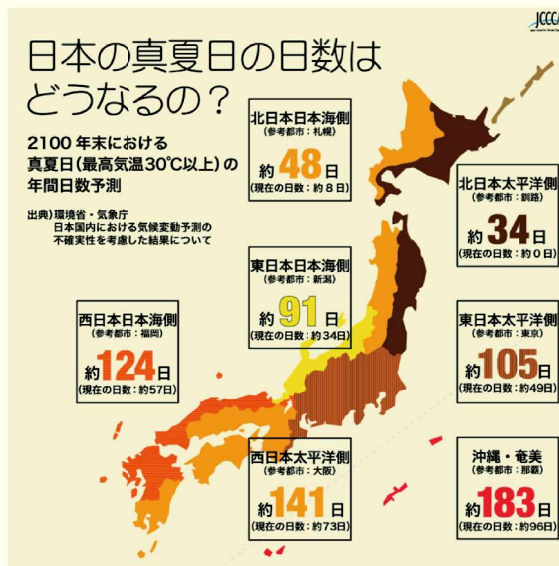 JCCCA
日本の真夏日の日数は
どうなるの？
2100 年末における
真夏日（最高気温30℃以上）の
年間日数予測
出典）環境省・気象庁
日本国内における気候変動予測の
不確実性を考慮した結果について
北日本日本海側
（参考都市：札幌）
約48日
（現在の日数：約8日）
北日本太平洋側
（参考都市：釧路）
約34日
（現在の日数：約0日）
東日本日本海側
（参考都市：新潟）
約91日
（現在の日数：約34日）
西日本日本海側
（参考都市：福岡）
約124日
（現在の日数：約57日）
東日本太平洋側
（参考都市：東京）
約105日
（現在の日数：約49日）
西日本太平洋側
（参考都市：大阪）
約141日
（現在の日数：約73日）
沖縄・奄美
（参考都市：那覇）
約183日
（現在の日数：約96日）